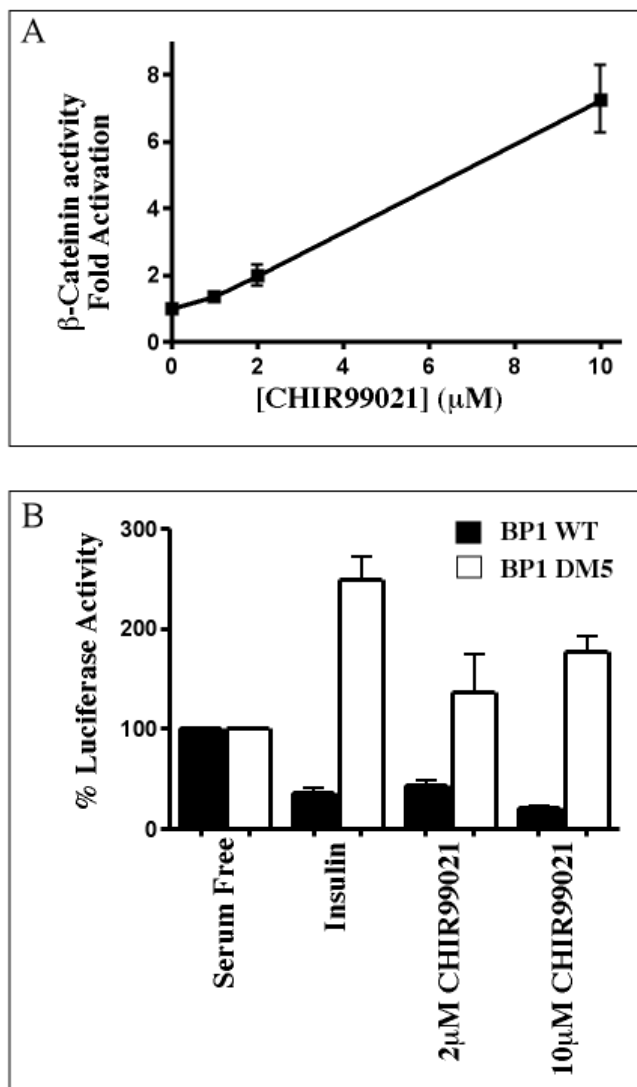 A
β-Cateinin activity
Fold Activation
8
6
4
2
0
0 2 4 6 8 10
[CHIR99021] (μM)
B
% Luciferase Activity
300
200
100
0
BP1 WT
BP1 DM5
Serum Free
Insulin
2μM CHIR99021
10μM CHIR99021